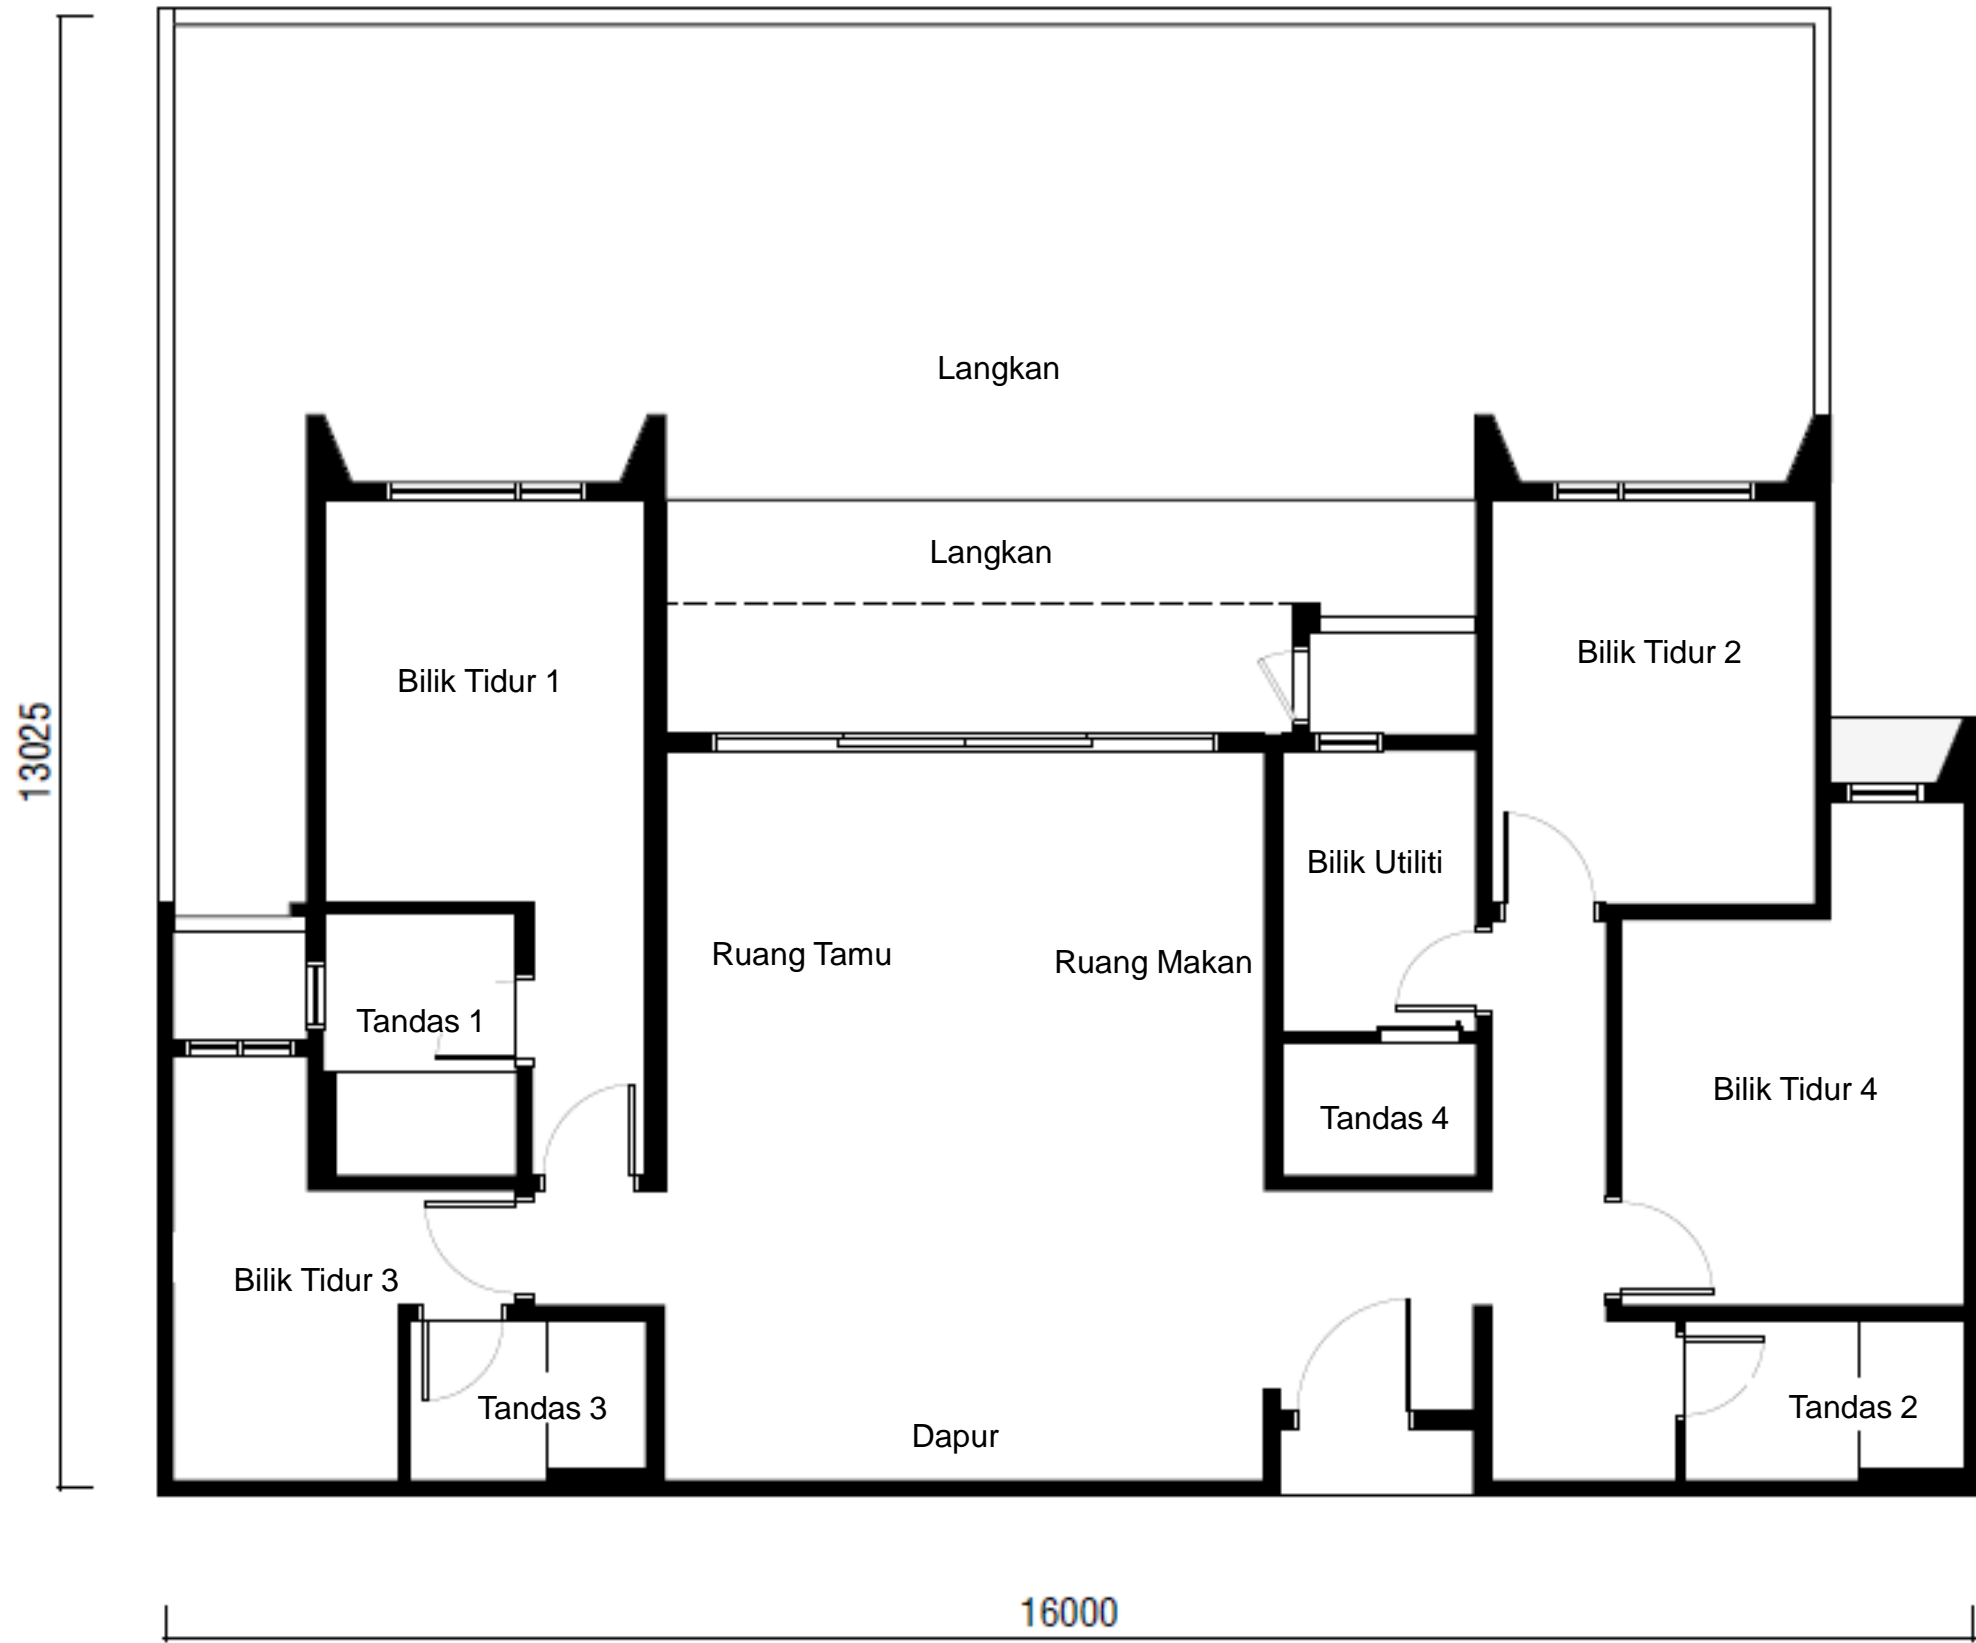 Langkan
Langkan
Bilik Tidur 1
Bilik Tidur 2
13025
Bilik Utiliti
Ruang Tamu
Ruang Makan
Tandas 1
Bilik Tidur 4
Tandas 4
Bilik Tidur 3
Tandas 3
Tandas 2
Dapur
16000